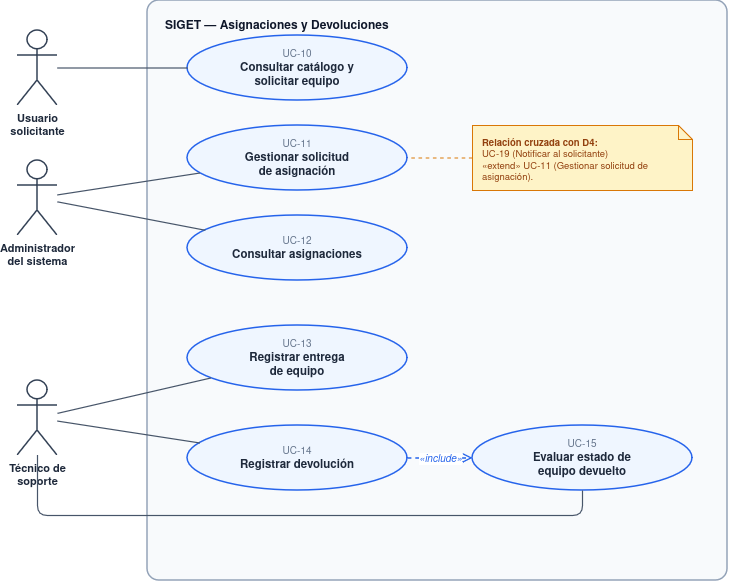 SIGET — Asignaciones y Devoluciones
UC-10
Consultar catálogo y
solicitar equipo
Usuario
solicitante
UC-11
Gestionar solicitud
de asignación
Relación cruzada con D4:
UC-19 (Notificar al solicitante)
«extend» UC-11 (Gestionar solicitud de
asignación).
Administrador
del sistema
UC-12
Consultar asignaciones
UC-13
Registrar entrega
de equipo
Técnico de
soporte
UC-14
Registrar devolución
«include»
UC-15
Evaluar estado de
equipo devuelto